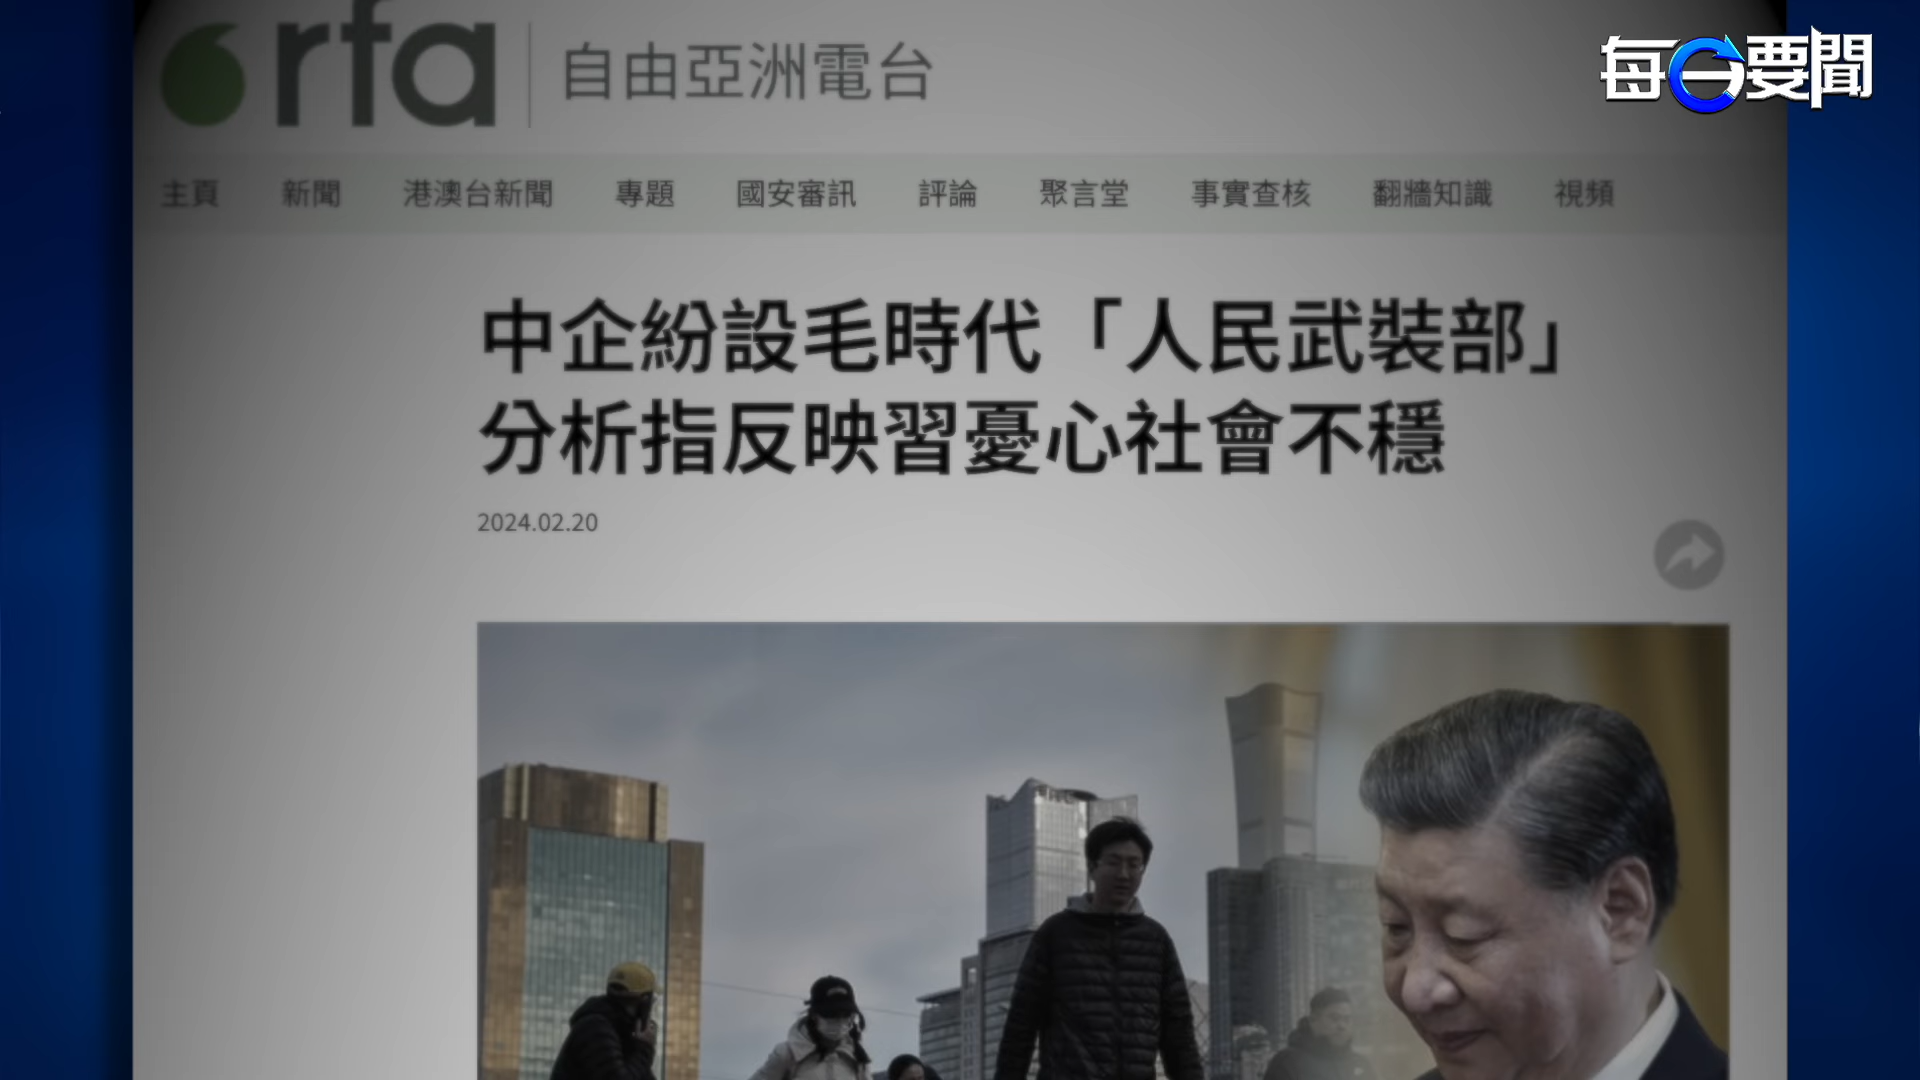 rfa 自由亞洲電台
每日要聞
主頁 新聞 港澳台新聞 專題 國安審訊 評論 聚言堂 事實查核 翻牆知識 視頻
中企紛設毛時代「人民武裝部」
分析指反映習憂心社會不穩
2024.02.20